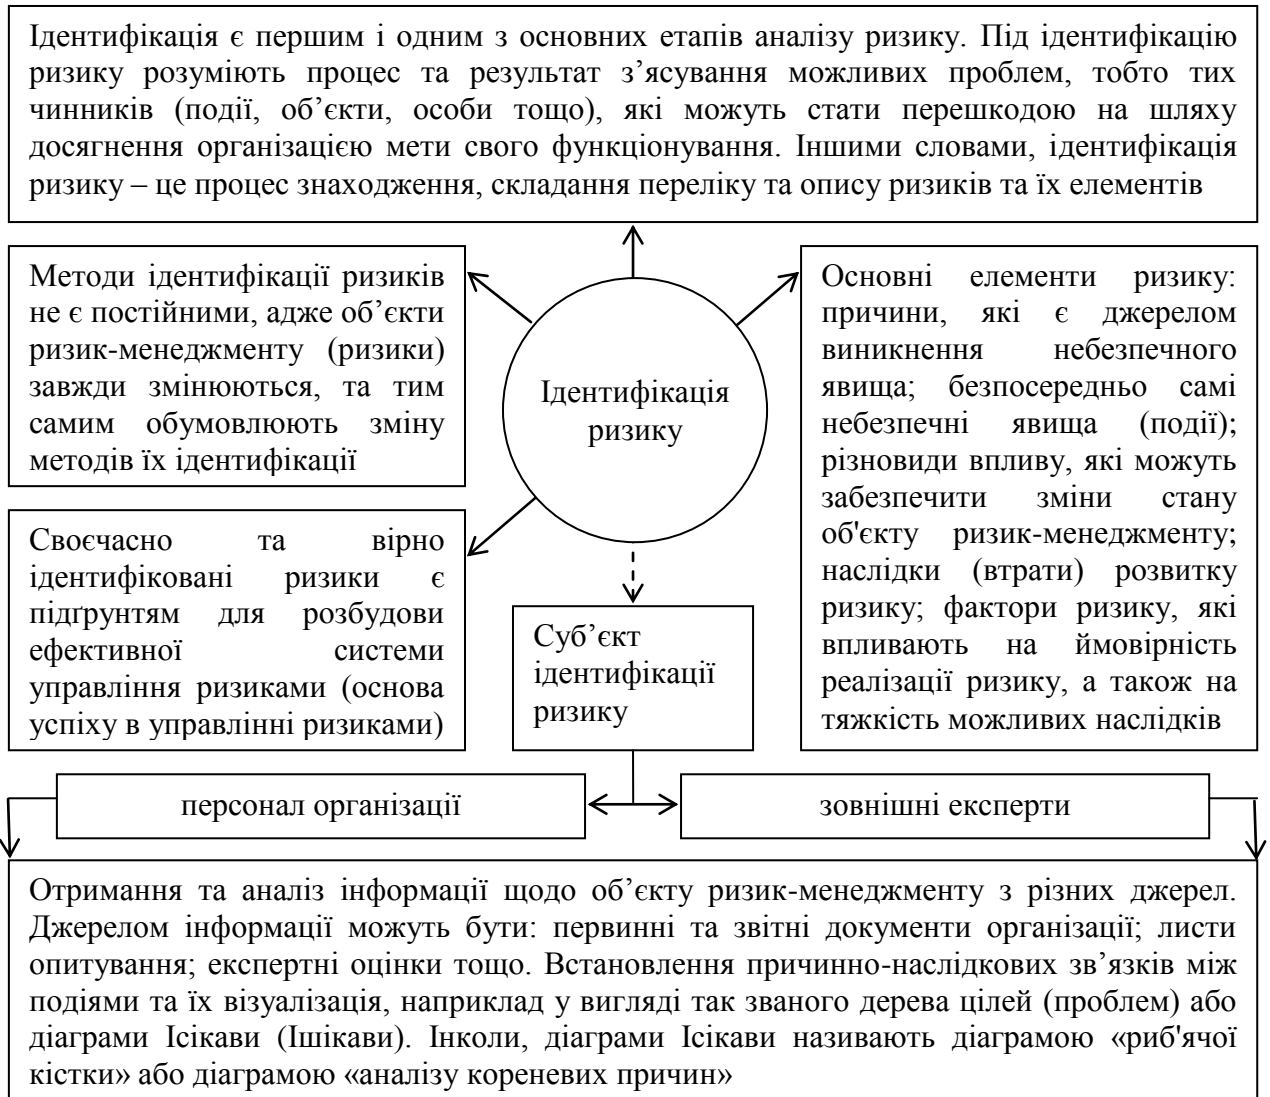 Ідентифікація є першим і одним з основних етапів аналізу ризику. Під ідентифікацію
ризику розуміють процес та результат з’ясування можливих проблем, тобто тих
чинників (події, об’єкти, особи тощо), які можуть стати перешкодою на шляху
досягнення організацією мети свого функціонування. Іншими словами, ідентифікація
ризику – це процес знаходження, складання переліку та опису ризиків та їх елементів
Методи ідентифікації ризиків
не є постійними, адже об’єкти
ризик-менеджменту (ризики)
завжди змінюються, та тим
самим обумовлюють зміну
методів їх ідентифікації
Ідентифікація
ризику
Основні елементи ризику:
причини, які є джерелом
виникнення небезпечного
явища; безпосередньо самі
небезпечні явища (події);
різновиди впливу, які можуть
забезпечити зміни стану
об'єкту ризик-менеджменту;
наслідки (втрати) розвитку
ризику; фактори ризику, які
впливають на ймовірність
реалізації ризику, а також на
тяжкість можливих наслідків
Своєчасно та вірно
ідентифіковані ризики є
підґрунтям для розбудови
ефективної системи
управління ризиками (основа
успіху в управлінні ризиками)
Суб’єкт
ідентифікації
ризику
персонал організації
зовнішні експерти
Отримання та аналіз інформації щодо об’єкту ризик-менеджменту з різних джерел.
Джерелом інформації можуть бути: первинні та звітні документи організації; листи
опитування; експертні оцінки тощо. Встановлення причинно-наслідкових зв’язків між
подіями та їх візуалізація, наприклад у вигляді так званого дерева цілей (проблем) або
діаграми Ісікави (Ішікави). Інколи, діаграми Ісікави називають діаграмою «риб'ячої
кістки» або діаграмою «аналізу кореневих причин»